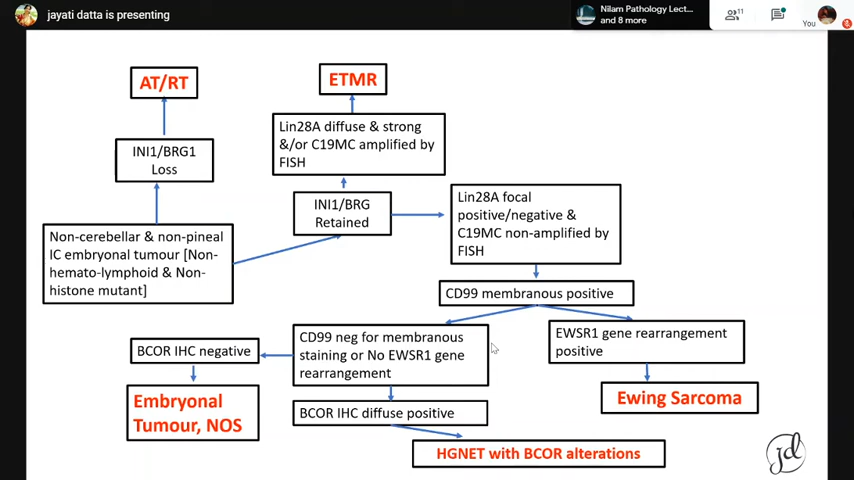 jayati datta is presenting
Nilam Pathology Lect...
and 8 more
11
You
AT/RT
ETMR
INI1/BRG1
Loss
Lin28A diffuse & strong
&/or C19MC amplified by
FISH
INI1/BRG
Retained
Lin28A focal
positive/negative &
C19MC non-amplified by
FISH
Non-cerebellar & non-pineal
IC embryonal tumour [Non-
hemato-lymphoid & Non-
histone mutant]
CD99 membranous positive
BCOR IHC negative
CD99 neg for membranous
staining or No EWSR1 gene
rearrangement
EWSR1 gene rearrangement
positive
Embryonal
Tumour, NOS
BCOR IHC diffuse positive
Ewing Sarcoma
HGNET with BCOR alterations
jd